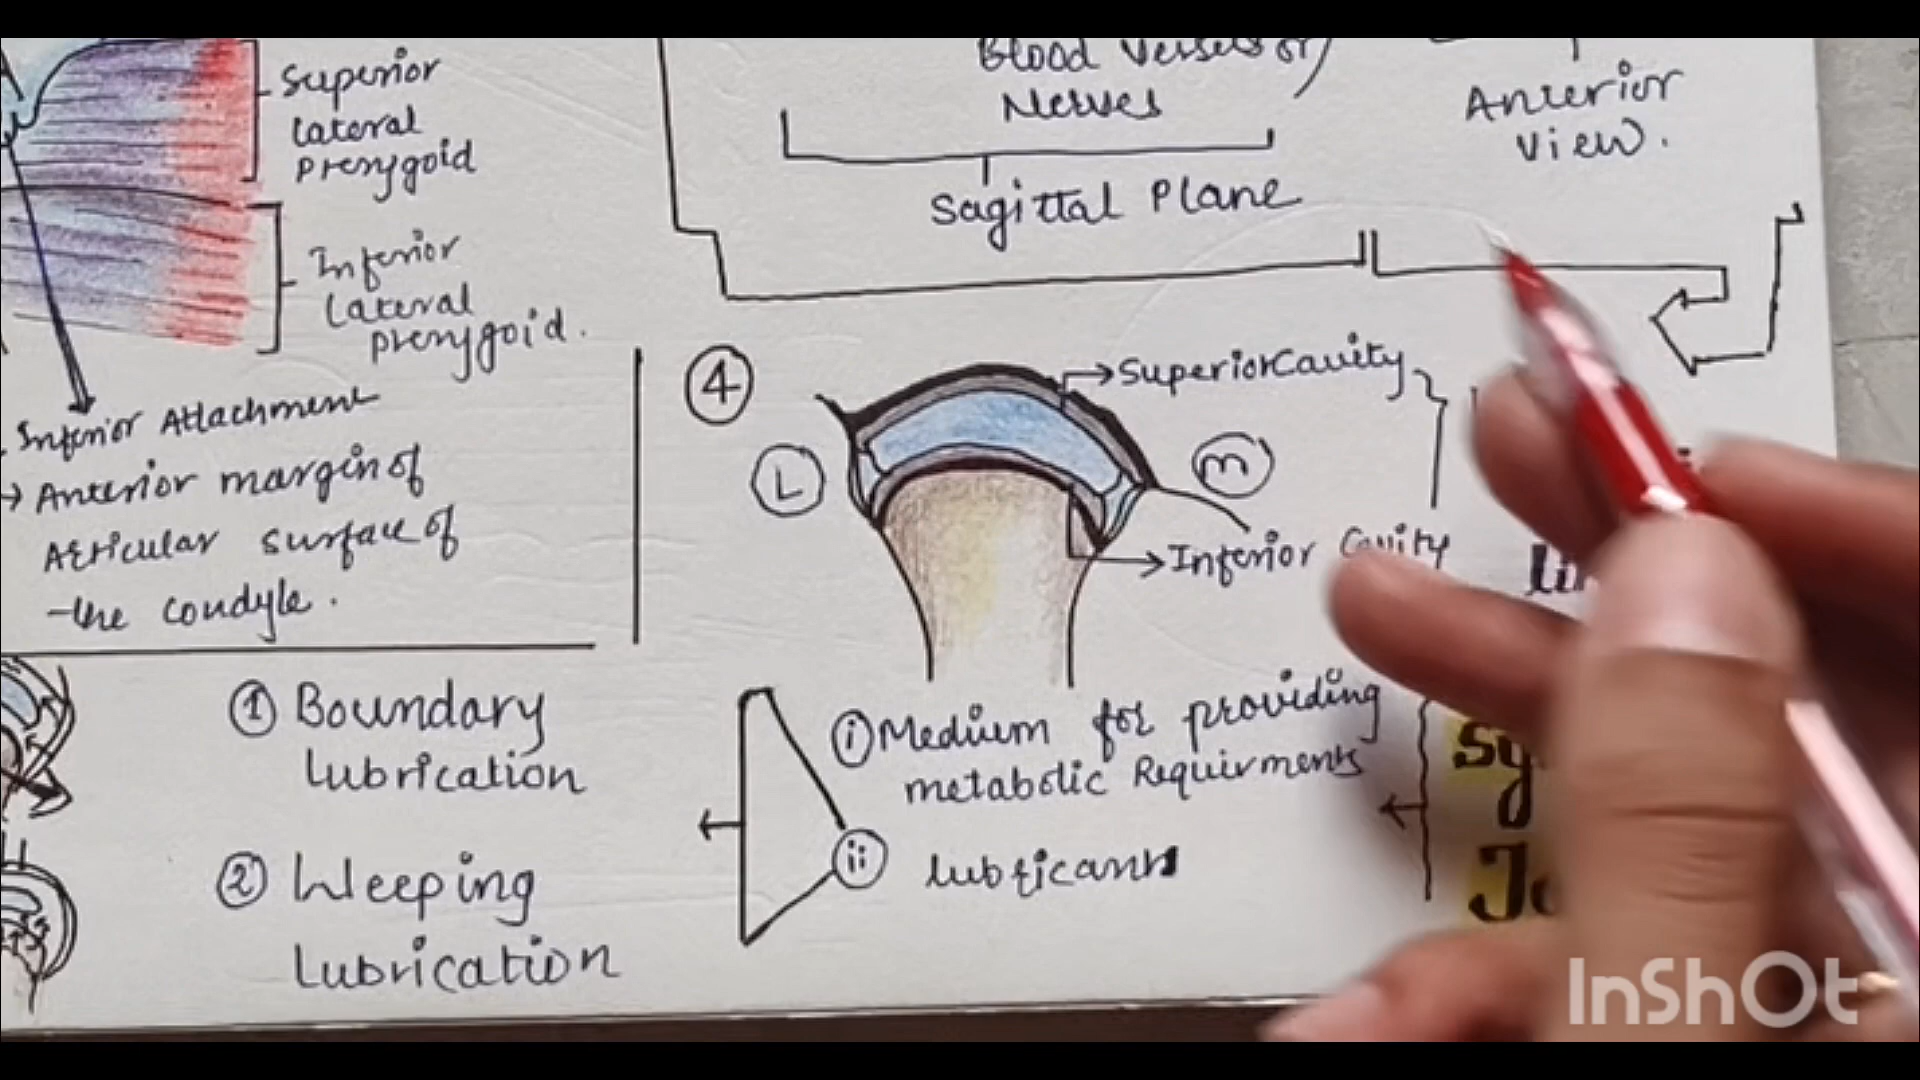 Superior
lateral
pterygoid
Inferior
lateral
pterygoid.
Inferior Attachment
→ Anterior margin of
Articular surface of
the condyle.
Blood Vessels or
Nerves
Sagittal Plane
Anterior
view.
4
Superior Cavity
L
m
Inferior Cavity
① Boundary
lubrication
② Weeping
Lubrication
i Medium for providing
metabolic Requirments
ii lubricants
InShOt